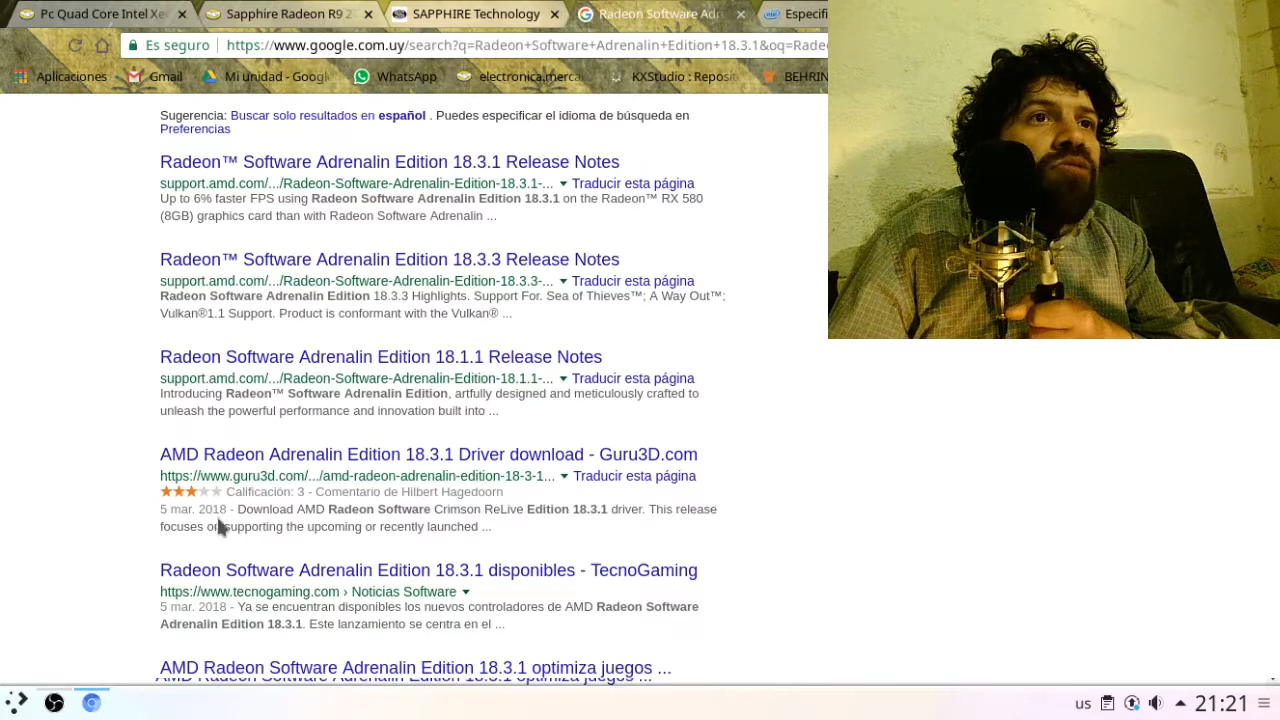 Pc Quad Core Intel Xe
Sapphire Radeon R9 2
SAPPHIRE Technology
Radeon Software Adr
Especifi
Es seguro
https://www.google.com.uy/search?q=Radeon+Software+Adrenalin+Edition+18.3.1&oq=Rade
Aplicaciones
Gmail
Mi unidad - Googl
WhatsApp
electronica.merca
KXStudio : Reposit
BEHRIN
Sugerencia: Buscar solo resultados en español . Puedes especificar el idioma de búsqueda en
Preferencias
Radeon™ Software Adrenalin Edition 18.3.1 Release Notes
support.amd.com/.../Radeon-Software-Adrenalin-Edition-18.3.1-... Traducir esta página
Up to 6% faster FPS using Radeon Software Adrenalin Edition 18.3.1 on the Radeon™ RX 580
(8GB) graphics card than with Radeon Software Adrenalin ...
Radeon™ Software Adrenalin Edition 18.3.3 Release Notes
support.amd.com/.../Radeon-Software-Adrenalin-Edition-18.3.3-... Traducir esta página
Radeon Software Adrenalin Edition 18.3.3 Highlights. Support For. Sea of Thieves™; A Way Out™;
Vulkan®1.1 Support. Product is conformant with the Vulkan® ...
Radeon Software Adrenalin Edition 18.1.1 Release Notes
support.amd.com/.../Radeon-Software-Adrenalin-Edition-18.1.1-... Traducir esta página
Introducing Radeon™ Software Adrenalin Edition, artfully designed and meticulously crafted to
unleash the powerful performance and innovation built into ...
AMD Radeon Adrenalin Edition 18.3.1 Driver download - Guru3D.com
https://www.guru3d.com/.../amd-radeon-adrenalin-edition-18-3-1... Traducir esta página
Calificación: 3 - Comentario de Hilbert Hagedoorn
5 mar. 2018 - Download AMD Radeon Software Crimson ReLive Edition 18.3.1 driver. This release
focuses on supporting the upcoming or recently launched ...
Radeon Software Adrenalin Edition 18.3.1 disponibles - TecnoGaming
https://www.tecnogaming.com › Noticias Software
5 mar. 2018 - Ya se encuentran disponibles los nuevos controladores de AMD Radeon Software
Adrenalin Edition 18.3.1. Este lanzamiento se centra en el ...
AMD Radeon Software Adrenalin Edition 18.3.1 optimiza juegos ...
us
21:21